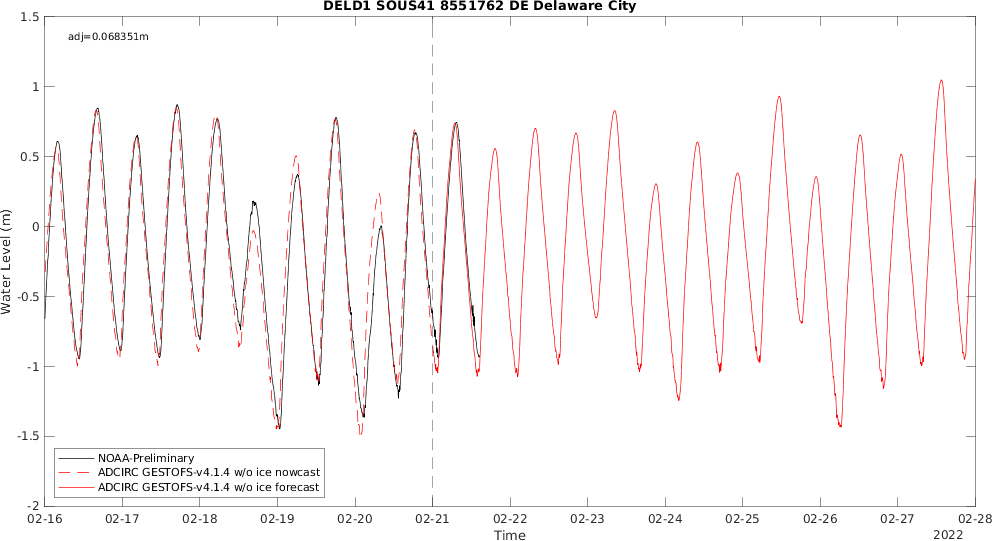 DELD1 SOUS41 8551762 DE Delaware City
adj=0.068351m
1.5
1
0.5
0
-0.5
-1
-1.5
-2
Water Level (m)
NOAA-Preliminary
ADCIRC GESTOFS-v4.1.4 w/o ice nowcast
ADCIRC GESTOFS-v4.1.4 w/o ice forecast
02-16 02-17 02-18 02-19 02-20 02-21 02-22 02-23 02-24 02-25 02-26 02-27 02-28
Time
2022